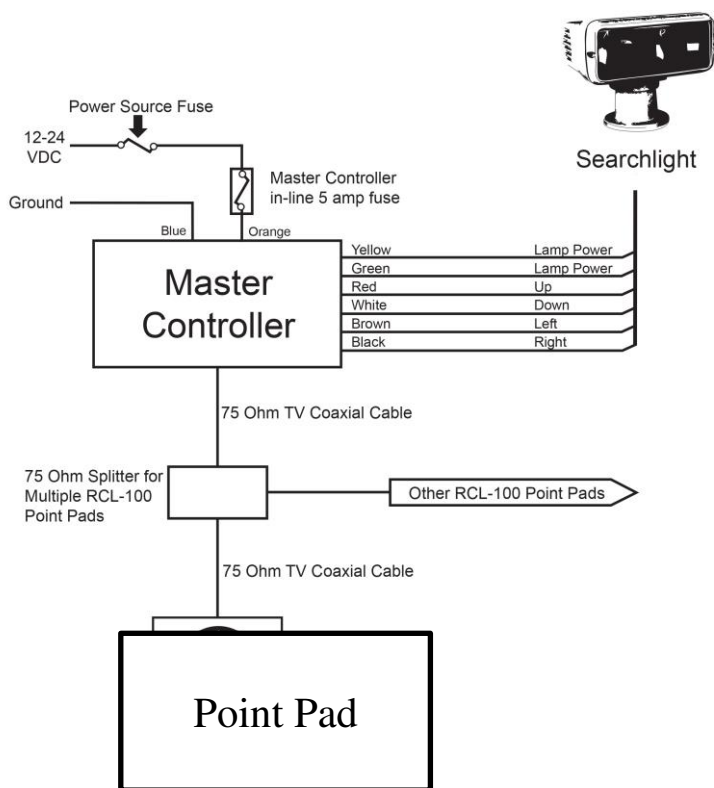 Power Source Fuse
12-24
VDC
Master Controller
in-line 5 amp fuse
Searchlight
Ground
Blue
Orange
Master
Controller
Yellow Lamp Power
Green Lamp Power
Red Up
White Down
Brown Left
Black Right
75 Ohm TV Coaxial Cable
75 Ohm Splitter for
Multiple RCL-100
Point Pads
Other RCL-100 Point Pads
75 Ohm TV Coaxial Cable
Point Pad